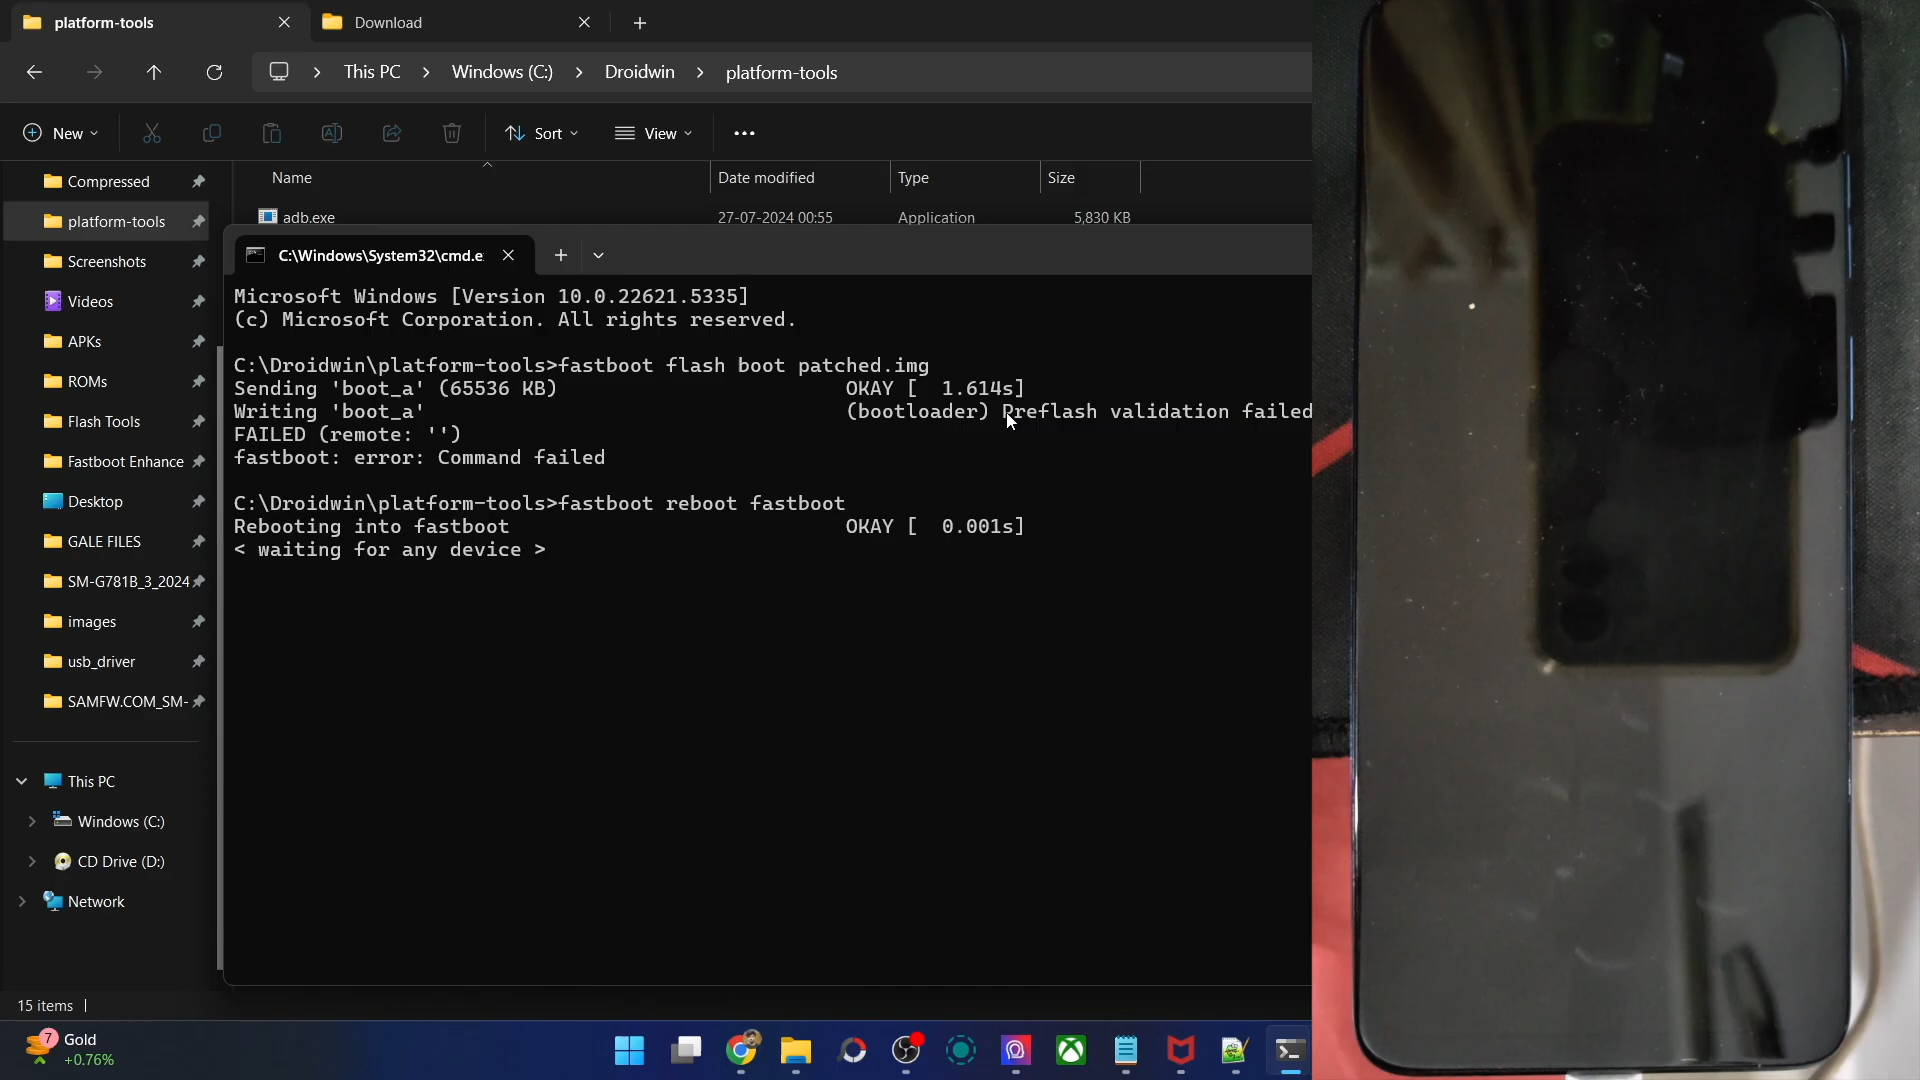 platform-tools
Download
This PC > Windows (C:) > Droidwin > platform-tools
New
Sort
View
Name
Date modified
Type
Size
adb.exe
27-07-2024 00:55
Application
5,830 KB
Compressed
platform-tools
Screenshots
Videos
APKs
ROMs
Flash Tools
Fastboot Enhance
Desktop
GALE FILES
SM-G781B_3_2024
images
usb_driver
SAMFW.COM_SM-
This PC
Windows (C:)
CD Drive (D:)
Network
C:\Windows\System32\cmd.e
Microsoft Windows [Version 10.0.22621.5335]
(c) Microsoft Corporation. All rights reserved.
C:\Droidwin\platform-tools>fastboot flash boot patched.img
Sending 'boot_a' (65536 KB) OKAY [ 1.614s]
Writing 'boot_a' (bootloader) Preflash validation failed
FAILED (remote: '')
fastboot: error: Command failed
C:\Droidwin\platform-tools>fastboot reboot fastboot
Rebooting into fastboot OKAY [ 0.001s]
< waiting for any device >
15 items
7
Gold
+0.76%